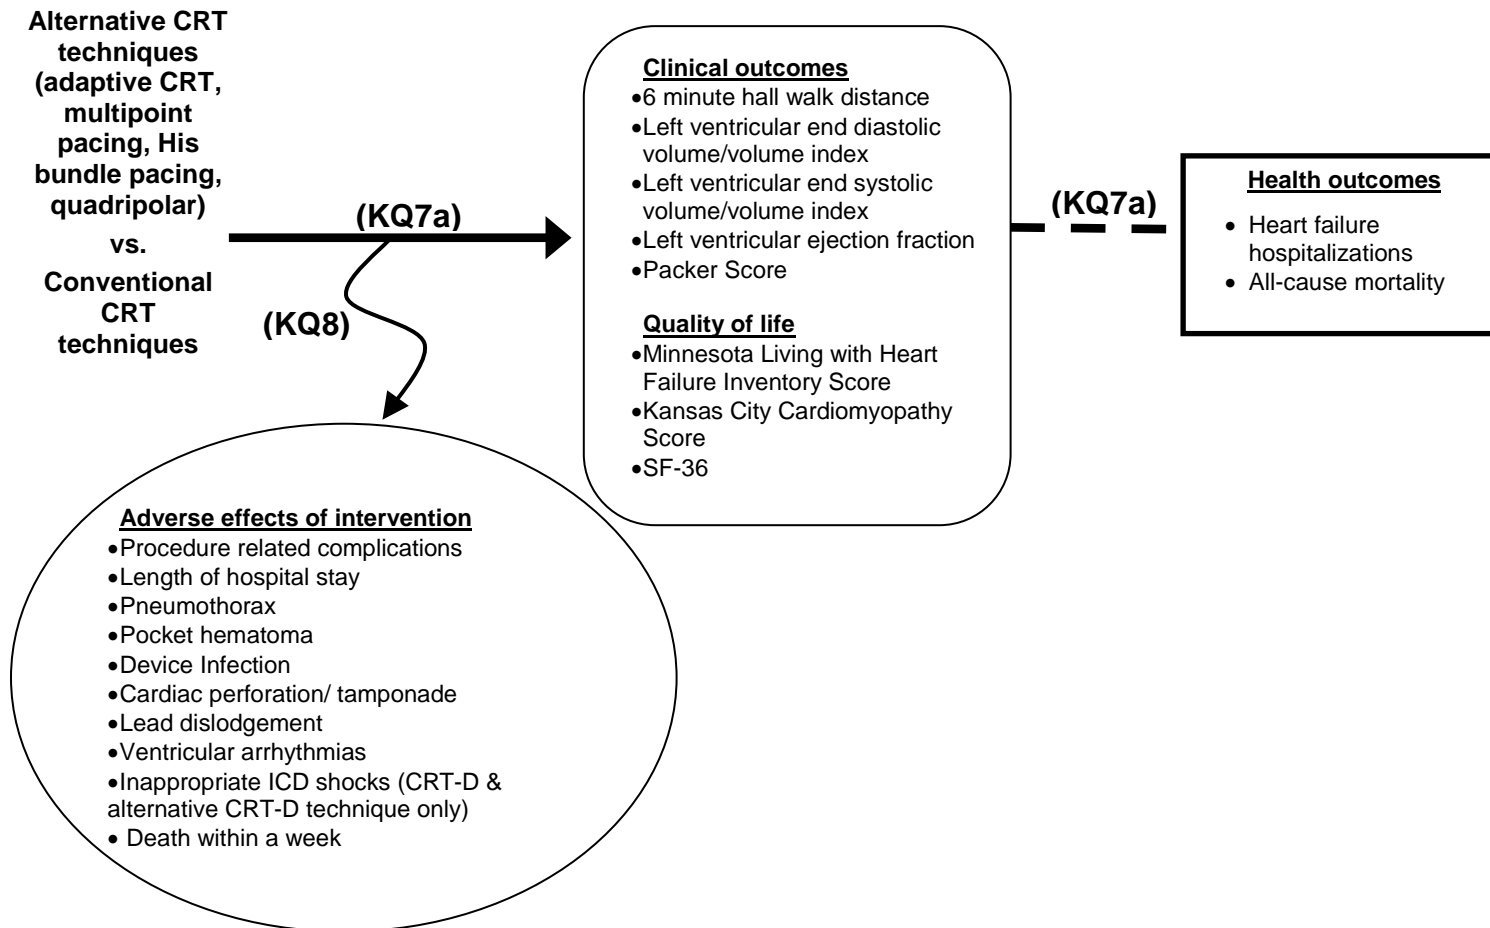 Alternative CRT
techniques
(adaptive CRT,
multipoint
pacing, His
bundle pacing,
quadripolar)
vs.
Conventional
CRT
techniques
(KQ7a)
(KQ8)
Clinical outcomes
•6 minute hall walk distance
•Left ventricular end diastolic
volume/volume index
•Left ventricular end systolic
volume/volume index
•Left ventricular ejection fraction
•Packer Score
Quality of life
•Minnesota Living with Heart
Failure Inventory Score
•Kansas City Cardiomyopathy
Score
•SF-36
(KQ7a)
Health outcomes
• Heart failure
hospitalizations
• All-cause mortality
Adverse effects of intervention
•Procedure related complications
•Length of hospital stay
•Pneumothorax
•Pocket hematoma
•Device Infection
•Cardiac perforation/ tamponade
•Lead dislodgement
•Ventricular arrhythmias
•Inappropriate ICD shocks (CRT-D &
alternative CRT-D technique only)
• Death within a week